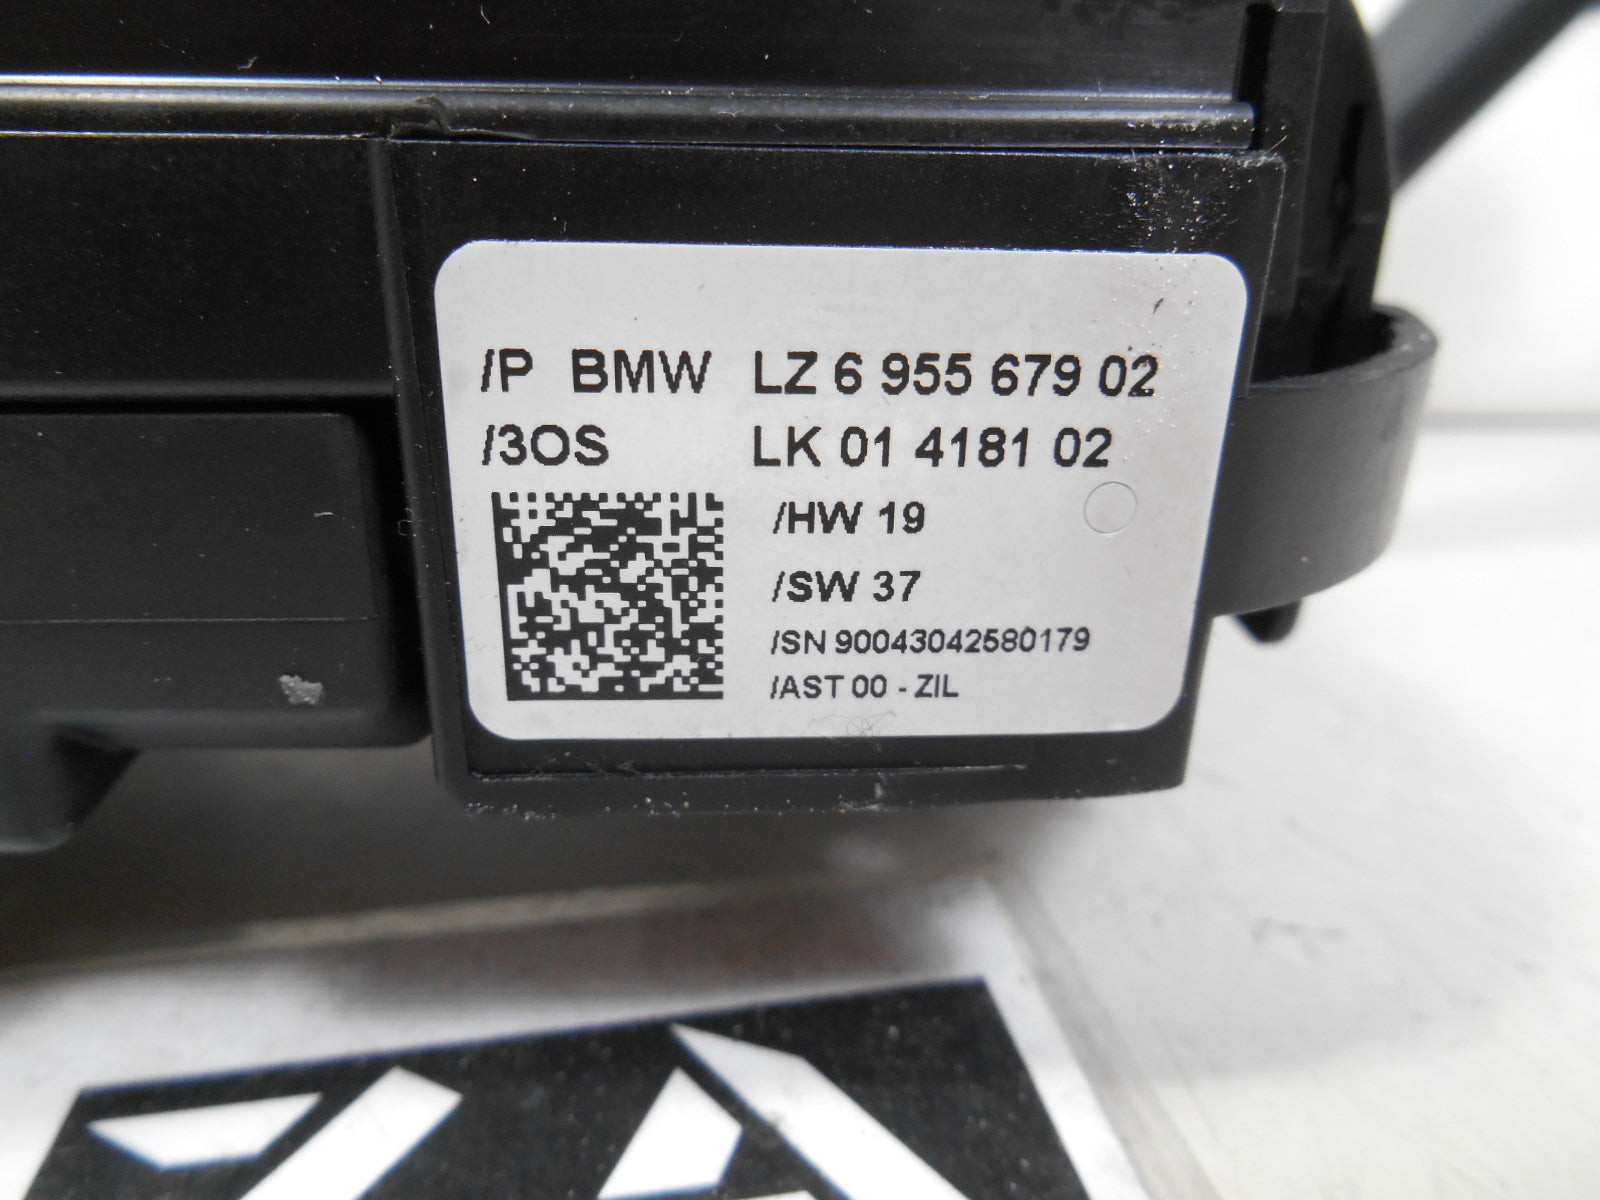 /P BMW LZ 6 955 679 02
/3OS LK 01 4181 02
/HW 19
/SW 37
/SN 90043042580179
/AST 00 - ZIL